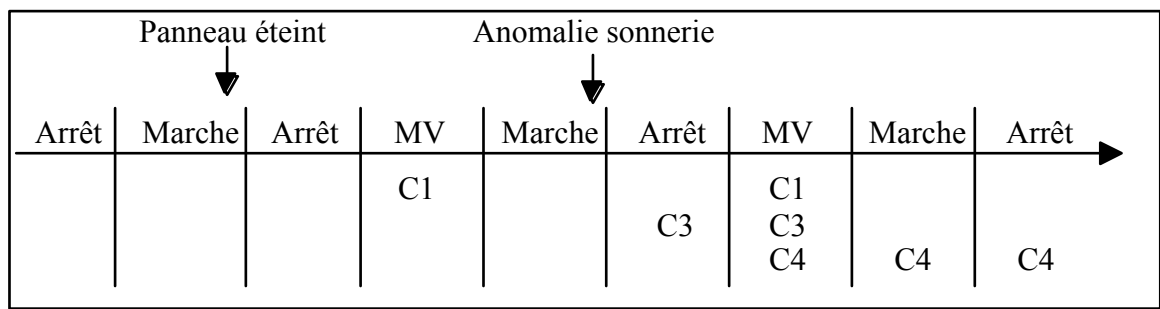 Panneau éteint Anomalie sonnerie
Arrêt Marche Arrêt MV Marche Arrêt MV Marche Arrêt
C1 C1
C3 C3
C4 C4 C4